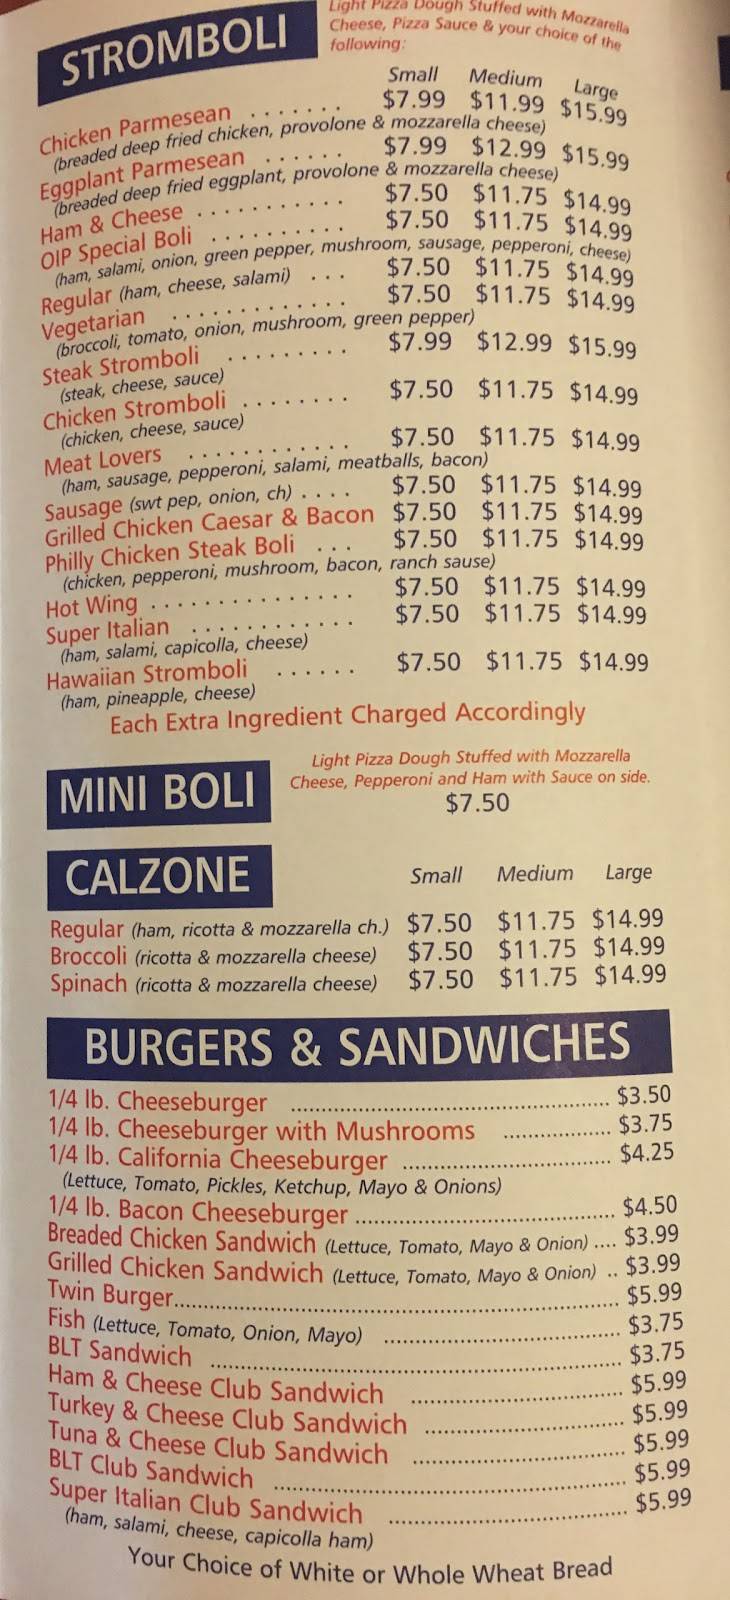 STROMBOLI
Light Pizza Dough Stuffed with Mozzarella
Cheese, Pizza Sauce & your choice of the
following:
Small Medium Large
Chicken Parmesean ....... $7.99 $11.99 $15.99
(breaded deep fried chicken, provolone & mozzarella cheese)
Eggplant Parmesean ...... $7.99 $12.99 $15.99
(breaded deep fried eggplant, provolone & mozzarella cheese)
Ham & Cheese ........... $7.50 $11.75 $14.99
OIP Special Boli .......... $7.50 $11.75 $14.99
(ham, salami, onion, green pepper, mushroom, sausage, pepperoni, cheese)
Regular (ham, cheese, salami) ... $7.50 $11.75 $14.99
Vegetarian ............. $7.50 $11.75 $14.99
(broccoli, tomato, onion, mushroom, green pepper)
Steak Stromboli ......... $7.99 $12.99 $15.99
(steak, cheese, sauce)
Chicken Stromboli ........ $7.50 $11.75 $14.99
(chicken, cheese, sauce)
Meat Lovers ............ $7.50 $11.75 $14.99
(ham, sausage, pepperoni, salami, meatballs, bacon)
Sausage (swt pep, onion, ch) .... $7.50 $11.75 $14.99
Grilled Chicken Caesar & Bacon $7.50 $11.75 $14.99
Philly Chicken Steak Boli ... $7.50 $11.75 $14.99
(chicken, pepperoni, mushroom, bacon, ranch sause)
Hot Wing ................ $7.50 $11.75 $14.99
Super Italian ............. $7.50 $11.75 $14.99
(ham, salami, capicolla, cheese)
Hawaiian Stromboli ...... $7.50 $11.75 $14.99
(ham, pineapple, cheese)
Each Extra Ingredient Charged Accordingly
MINI BOLI
Light Pizza Dough Stuffed with Mozzarella
Cheese, Pepperoni and Ham with Sauce on side.
$7.50
CALZONE
Small Medium Large
Regular (ham, ricotta & mozzarella ch.) $7.50 $11.75 $14.99
Broccoli (ricotta & mozzarella cheese) $7.50 $11.75 $14.99
Spinach (ricotta & mozzarella cheese) $7.50 $11.75 $14.99
BURGERS & SANDWICHES
1/4 lb. Cheeseburger .......... $3.50
1/4 lb. Cheeseburger with Mushrooms .......... $3.75
1/4 lb. California Cheeseburger .......... $4.25
(Lettuce, Tomato, Pickles, Ketchup, Mayo & Onions)
1/4 lb. Bacon Cheeseburger .......... $4.50
Breaded Chicken Sandwich (Lettuce, Tomato, Mayo & Onion) .... $3.99
Grilled Chicken Sandwich (Lettuce, Tomato, Mayo & Onion) .. $3.99
Twin Burger.......... $5.99
Fish (Lettuce, Tomato, Onion, Mayo) .......... $3.75
BLT Sandwich .......... $3.75
Ham & Cheese Club Sandwich .......... $5.99
Turkey & Cheese Club Sandwich .......... $5.99
Tuna & Cheese Club Sandwich .......... $5.99
BLT Club Sandwich .......... $5.99
Super Italian Club Sandwich .......... $5.99
(ham, salami, cheese, capicolla ham)
Your Choice of White or Whole Wheat Bread